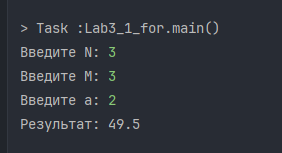 > Task :Lab3_1_for.main()
Введите N: 3
Введите M: 3
Введите a: 2
Результат: 49.5